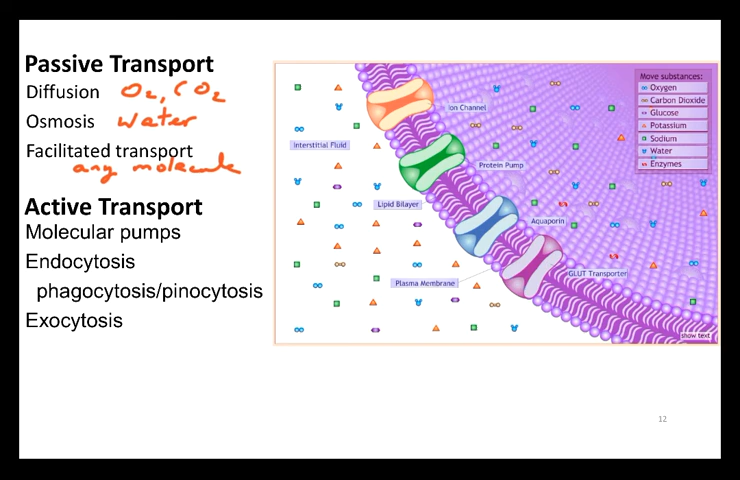 Passive Transport
Diffusion O₂, CO₂
Osmosis Water
Facilitated transport
any molecule
Active Transport
Molecular pumps
Endocytosis
phagocytosis/pinocytosis
Exocytosis
Ion Channel
Interstitial Fluid
Protein Pump
Lipid Bilayer
Aquaporin
Plasma Membrane
GLUT Transporter
Move substances:
Oxygen
Carbon Dioxide
Glucose
Potassium
Sodium
Water
Enzymes
show text
12